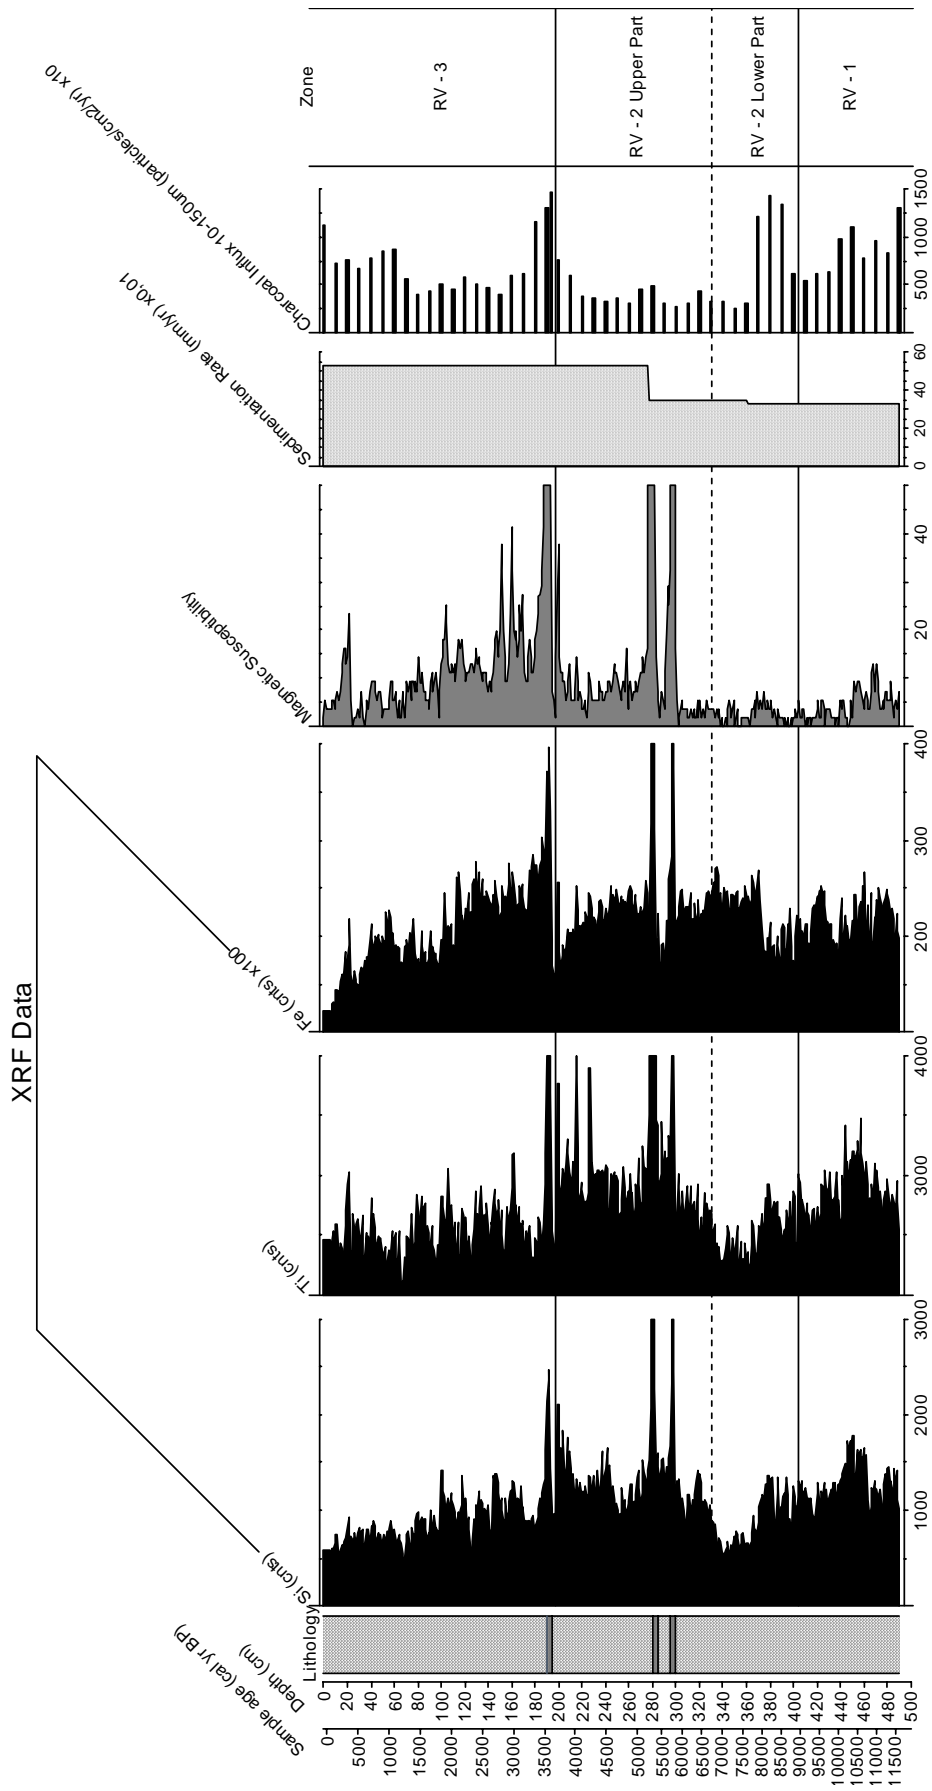 XRF Data
Sample age (cal yr BP)
Depth (cm)
Lithology
Si (cnts)
Ti (cnts)
Fe (cnts) x100
Magnetic Susceptibility
Sedimentation Rate (mm/yr) x0,01
Charcoal Influx 10-150um (particles/cm2/yr) x10
Zone
RV - 3
RV - 2 Upper Part
RV - 2 Lower Part
RV - 1
0 500 1000 1500 2000 2500 3000 3500 4000 4500 5000 5500 6000 6500 7000 7500 8000 8500 9000 9500 10000 10500 11000 11500
0 20 40 60 80 100 120 140 160 180 200 220 240 260 280 300 320 340 360 380 400 420 440 460 480 500
1000 2000 3000
3000 4000
200 300 400
20 40
0 20 40 60
500 1000 1500